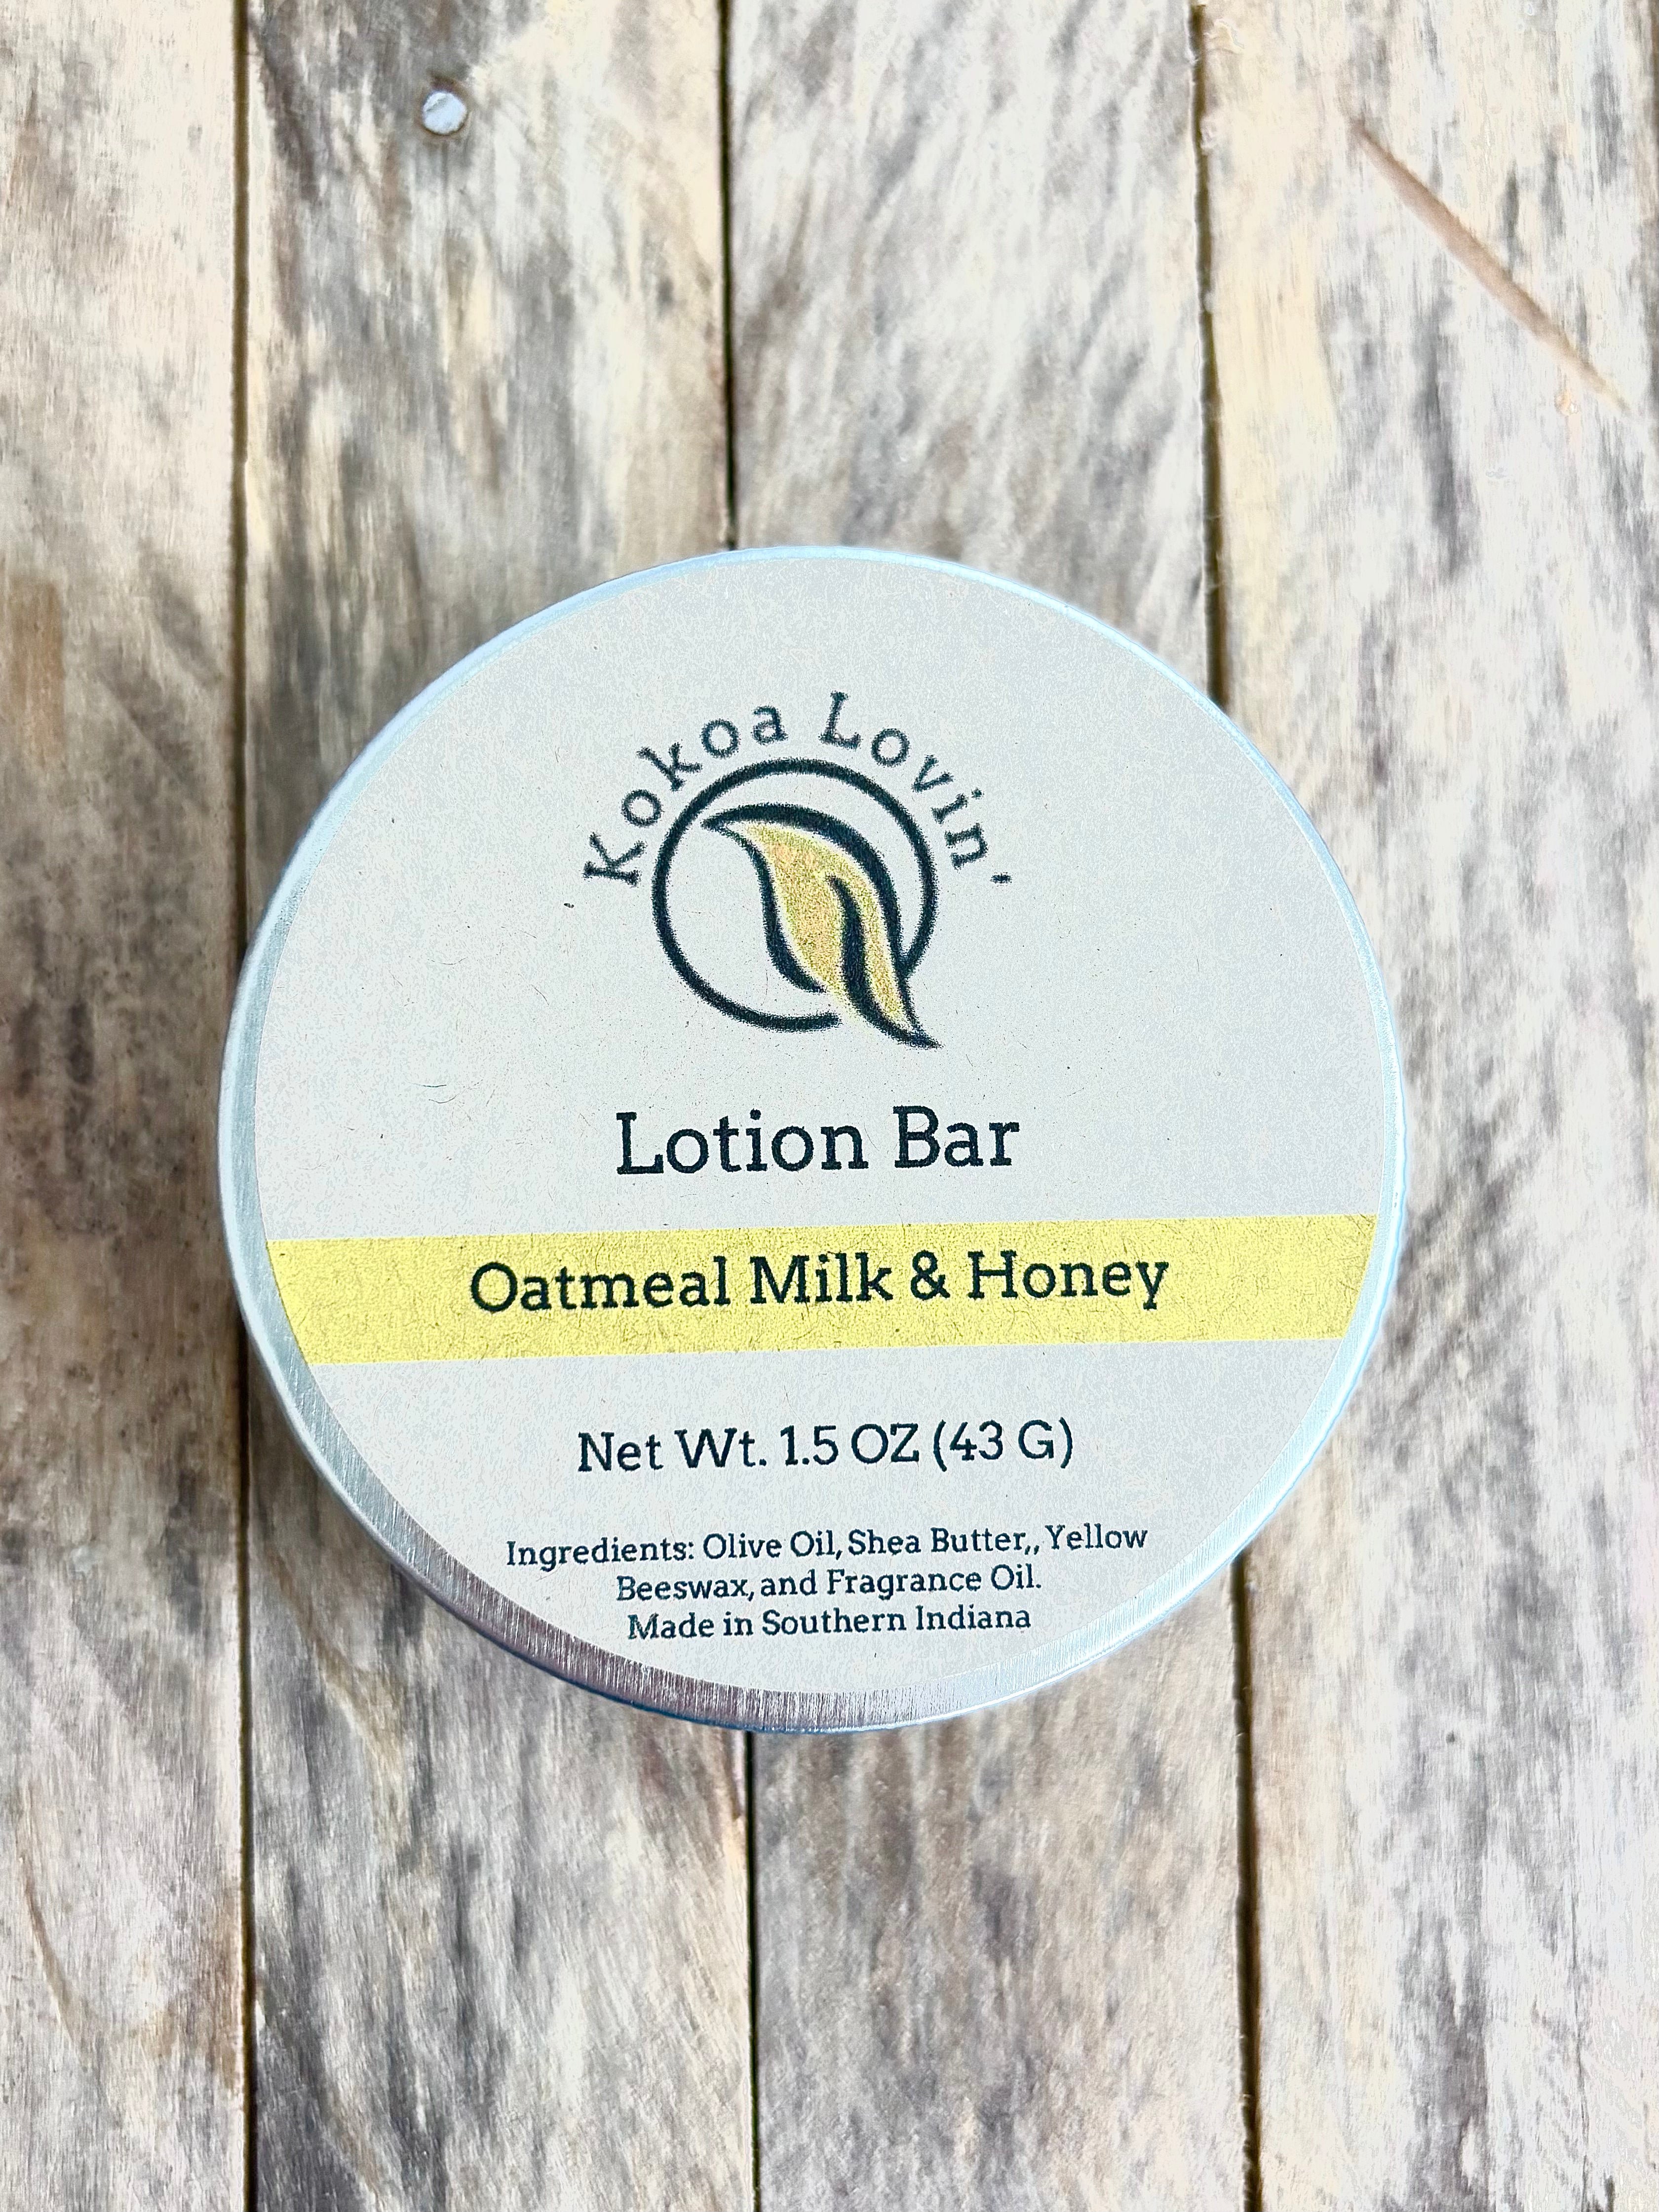 Kokoa Lovin'
Lotion Bar
Oatmeal Milk & Honey
Net Wt. 1.5 OZ (43 G)
Ingredients: Olive Oil, Shea Butter,, Yellow
Beeswax, and Fragrance Oil.
Made in Southern Indiana